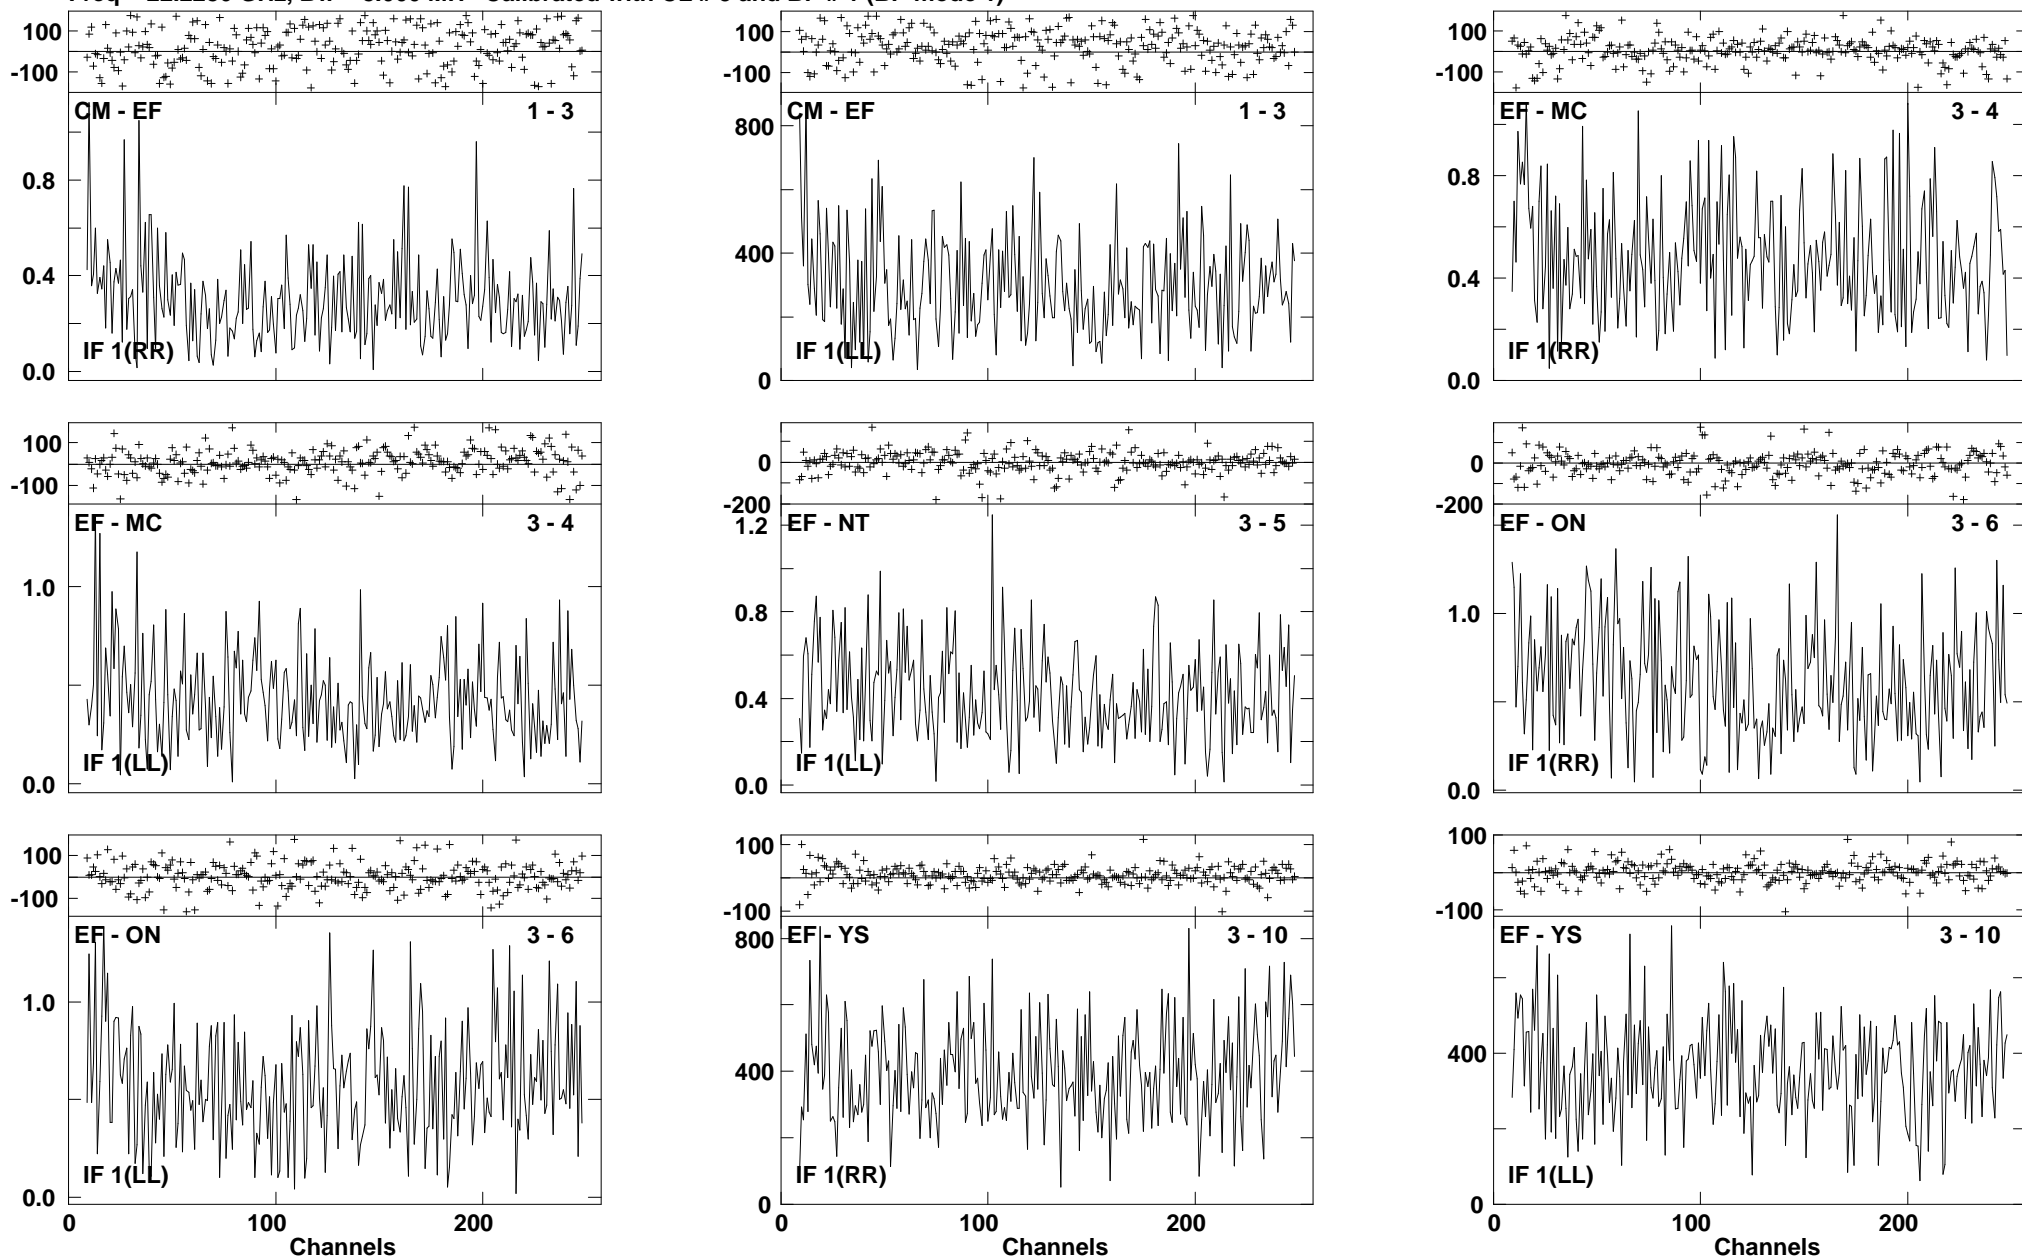 100
-100
CM - EF 1 - 3
0.8
0.4
0.0
IF 1(RR)
100
-100
CM - EF 1 - 3
800
400
0
IF 1(LL)
100
-100
EF - MC 3 - 4
0.8
0.4
0.0
IF 1(RR)
100
-100
EF - MC 3 - 4
1.0
0.0
IF 1(LL)
0
-200
EF - NT 3 - 5
1.2
0.8
0.4
0.0
IF 1(LL)
0
-200
EF - ON 3 - 6
1.0
0.0
IF 1(RR)
100
-100
EF - ON 3 - 6
1.0
0.0
IF 1(LL)
0 100 200
Channels
100
-100
EF - YS 3 - 10
800
400
0
IF 1(RR)
0 100 200
Channels
100
-100
EF - YS 3 - 10
400
0
IF 1(LL)
0 100 200
Channels